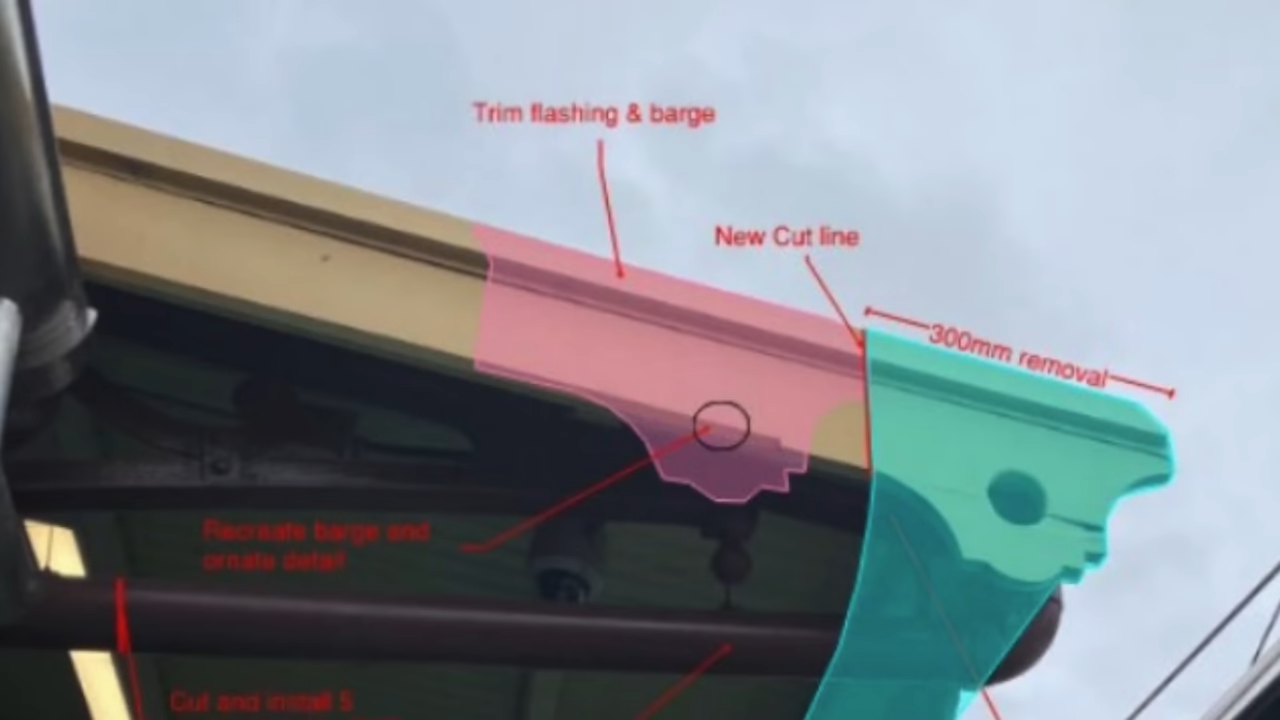 Trim flashing & barge
New Cut line
300mm removal
Recreate barge and
ornate detail
Cut and install 5